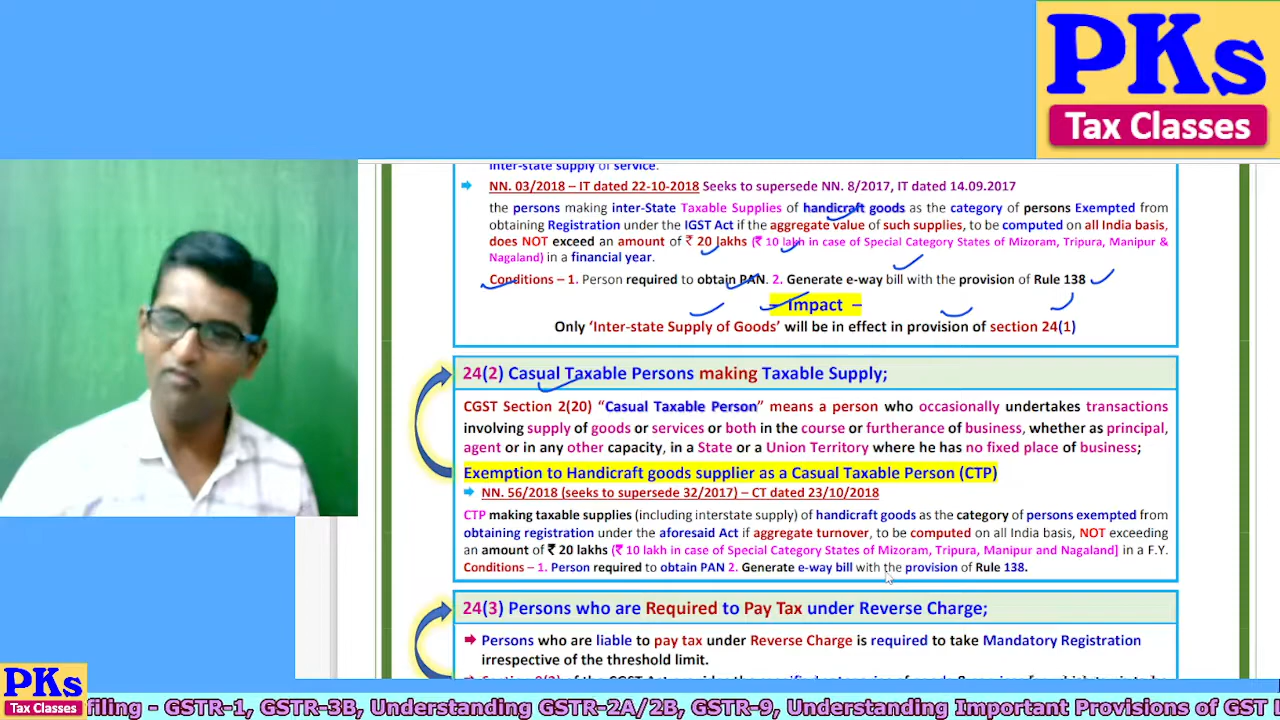 PKs
Tax Classes
inter-state supply of service.
NN. 03/2018 – IT dated 22-10-2018 Seeks to supersede NN. 8/2017, IT dated 14.09.2017
the persons making inter-State Taxable Supplies of handicraft goods as the category of persons Exempted from
obtaining Registration under the IGST Act if the aggregate value of such supplies, to be computed on all India basis,
does NOT exceed an amount of ₹ 20 lakhs (₹ 10 lakh in case of Special Category States of Mizoram, Tripura, Manipur &
Nagaland) in a financial year.
Conditions – 1. Person required to obtain PAN. 2. Generate e-way bill with the provision of Rule 138
– Impact –
Only ‘Inter-state Supply of Goods’ will be in effect in provision of section 24(1)
24(2) Casual Taxable Persons making Taxable Supply;
CGST Section 2(20) “Casual Taxable Person” means a person who occasionally undertakes transactions
involving supply of goods or services or both in the course or furtherance of business, whether as principal,
agent or in any other capacity, in a State or a Union Territory where he has no fixed place of business;
Exemption to Handicraft goods supplier as a Casual Taxable Person (CTP)
NN. 56/2018 (seeks to supersede 32/2017) – CT dated 23/10/2018
CTP making taxable supplies (including interstate supply) of handicraft goods as the category of persons exempted from
obtaining registration under the aforesaid Act if aggregate turnover, to be computed on all India basis, NOT exceeding
an amount of ₹ 20 lakhs (₹ 10 lakh in case of Special Category States of Mizoram, Tripura, Manipur and Nagaland] in a F.Y.
Conditions – 1. Person required to obtain PAN 2. Generate e-way bill with the provision of Rule 138.
24(3) Persons who are Required to Pay Tax under Reverse Charge;
Persons who are liable to pay tax under Reverse Charge is required to take Mandatory Registration
irrespective of the threshold limit.
PKs
Tax Classes
filing - GSTR-1, GSTR-3B, Understanding GSTR-2A/2B, GSTR-9, Understanding Important Provisions of GST